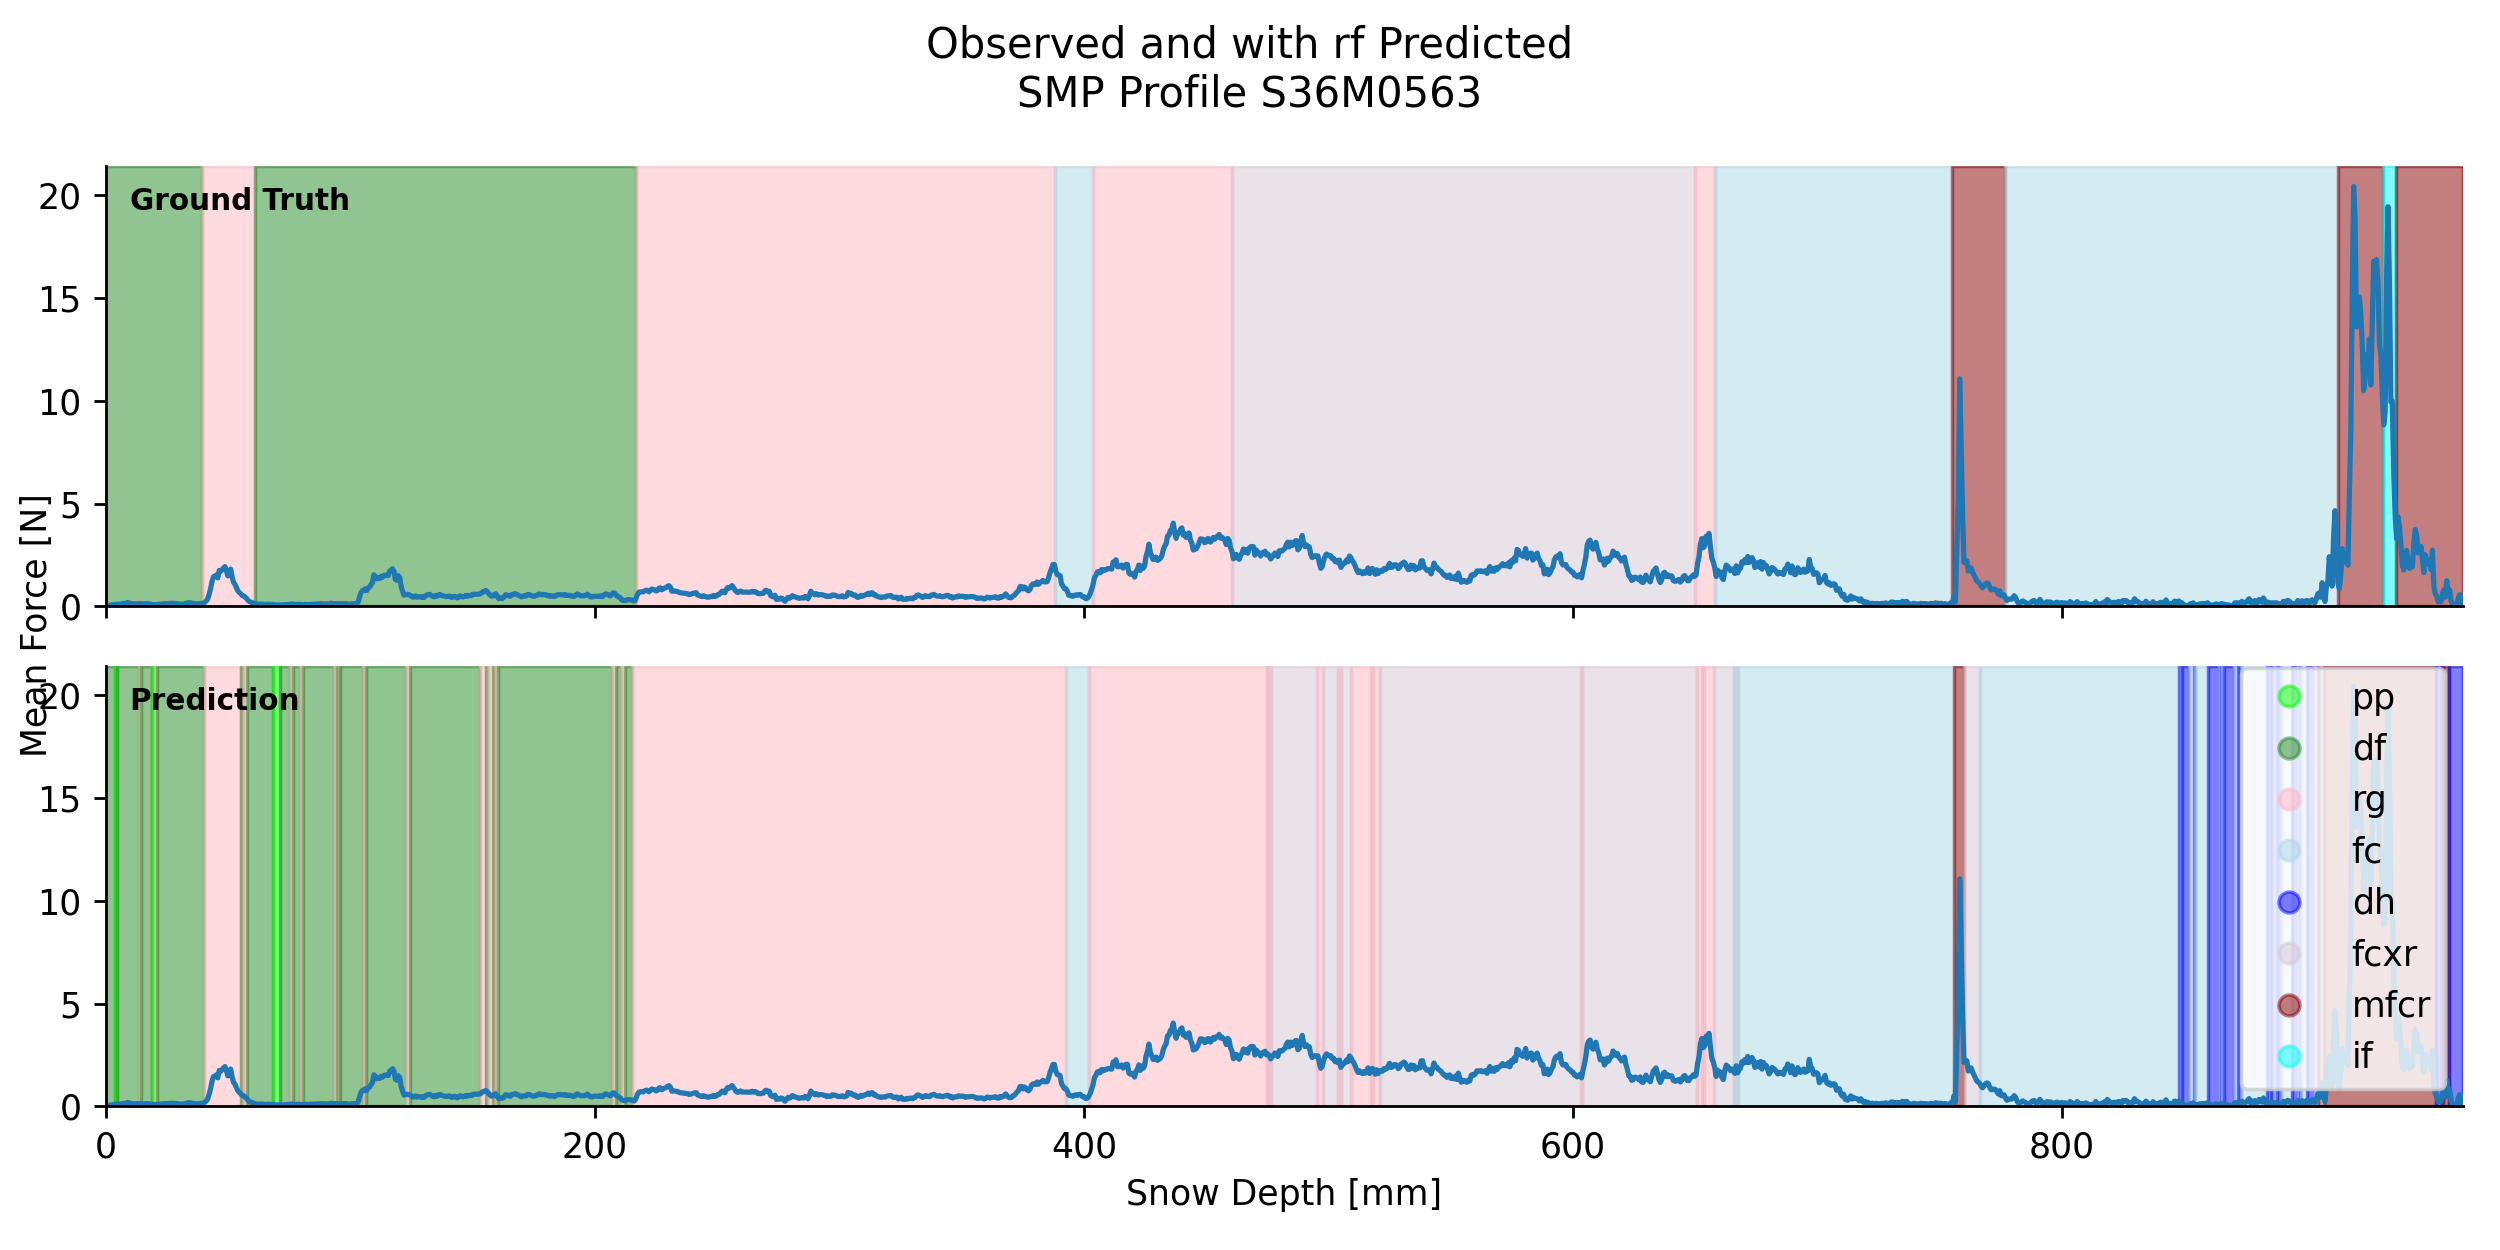 Observed and with rf Predicted
SMP Profile S36M0563
Ground Truth
20
15
10
5
0
Mean Force [N]
Prediction
20
15
10
5
0
pp
df
rg
fc
dh
fcxr
mfcr
if
0 200 400 600 800
Snow Depth [mm]